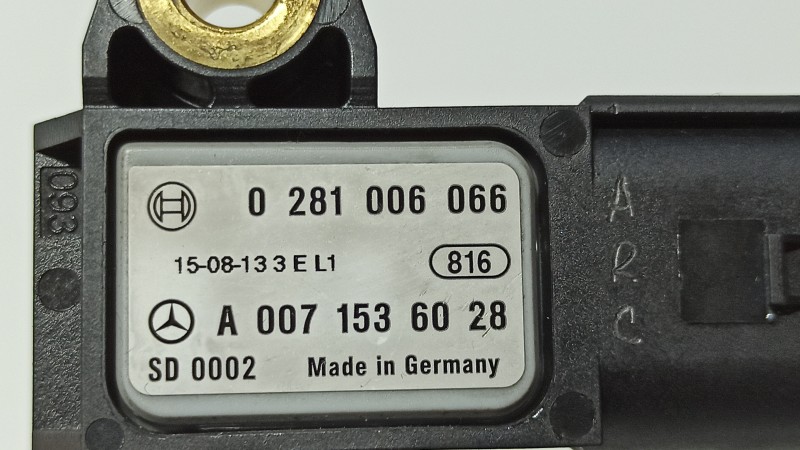 0 281 006 066
15-08-13 3 E L1
816
A 007 153 60 28
SD 0002 Made in Germany
093
A
R
C